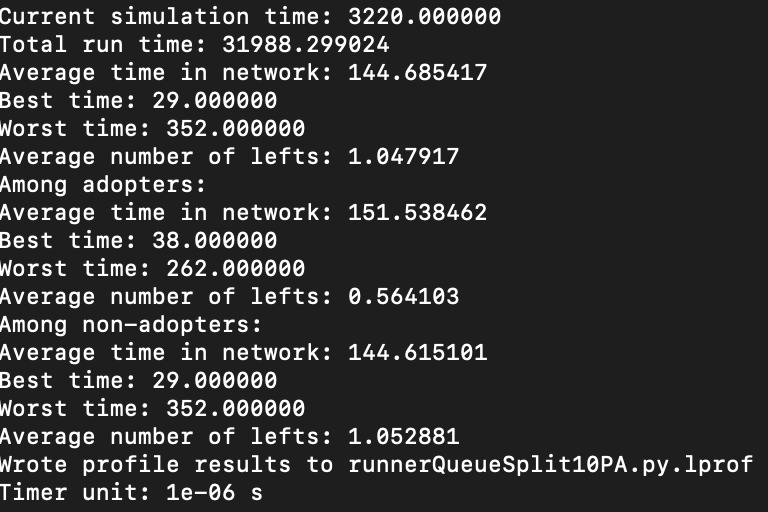 Current simulation time: 3220.000000
Total run time: 31988.299024
Average time in network: 144.685417
Best time: 29.000000
Worst time: 352.000000
Average number of lefts: 1.047917
Among adopters:
Average time in network: 151.538462
Best time: 38.000000
Worst time: 262.000000
Average number of lefts: 0.564103
Among non-adopters:
Average time in network: 144.615101
Best time: 29.000000
Worst time: 352.000000
Average number of lefts: 1.052881
Wrote profile results to runnerQueueSplit10PA.py.lprof
Timer unit: 1e-06 s